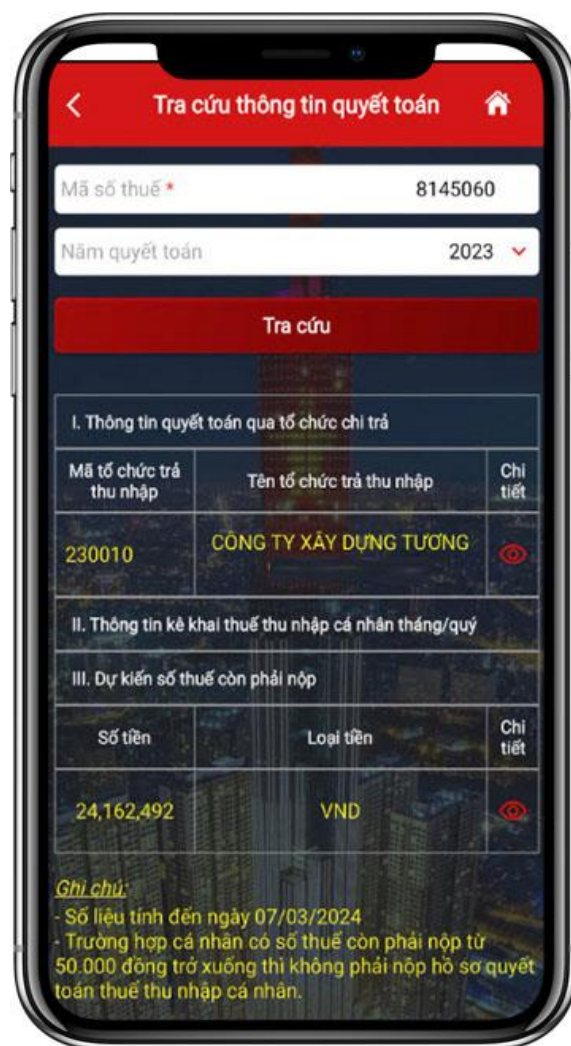 Tra cứu thông tin quyết toán
Mã số thuế * 8145060
Năm quyết toán 2023
Tra cứu
I. Thông tin quyết toán qua tổ chức chi trả
Mã tổ chức trả
thu nhập
Tên tổ chức trả thu nhập
Chi
tiết
230010
CÔNG TY XÂY DỰNG TƯƠNG
II. Thông tin kê khai thuế thu nhập cá nhân tháng/quý
III. Dự kiến số thuế còn phải nộp
Số tiền
Loại tiền
Chi
tiết
24,162,492
VND
Ghi chú:
- Số liệu tính đến ngày 07/03/2024
- Trường hợp cá nhân có số thuế còn phải nộp từ
50.000 đồng trở xuống thì không phải nộp hồ sơ quyết
toán thuế thu nhập cá nhân.